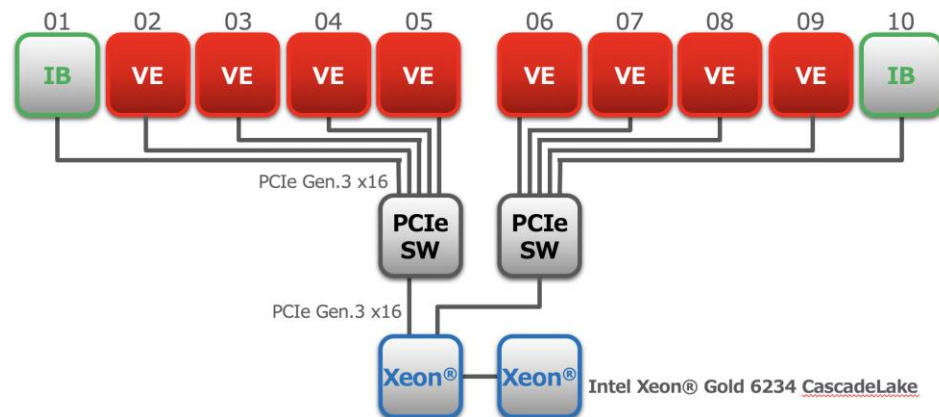 01 02 03 04 05 06 07 08 09 10
IB VE VE VE VE VE VE VE VE IB
PCIe Gen.3 x16
PCIe PCIe
SW SW
PCIe Gen.3 x16
Xeon® Xeon®
Intel Xeon® Gold 6234 CascadeLake